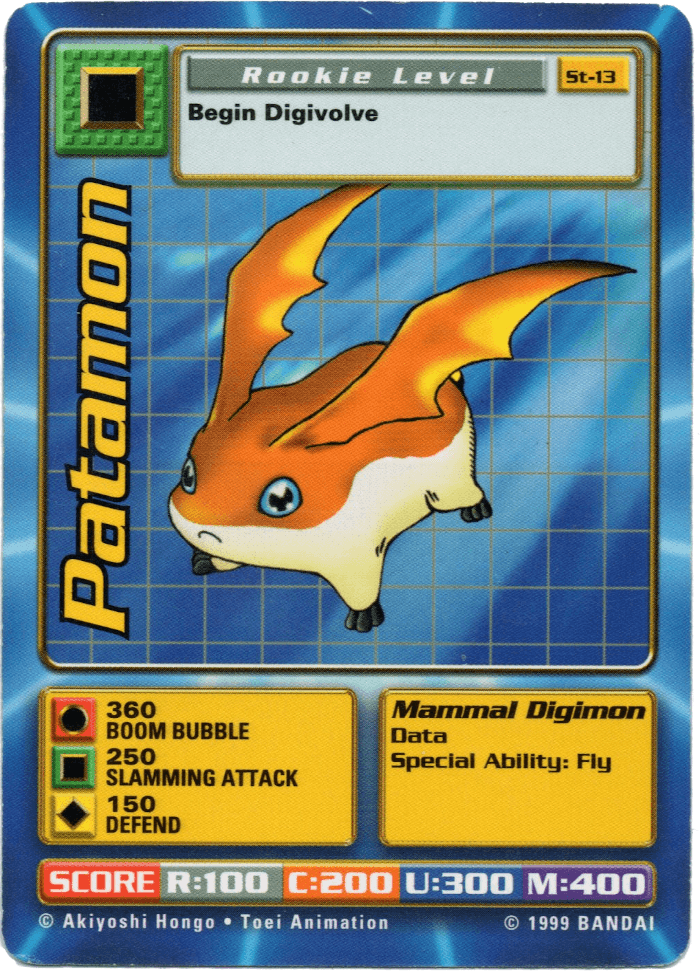 Rookie Level
St-13
Begin Digivolve
Patamon
360
BOOM BUBBLE
250
SLAMMING ATTACK
150
DEFEND
Mammal Digimon
Data
Special Ability: Fly
SCORE R:100 C:200 U:300 M:400
© Akiyoshi Hongo • Toei Animation
© 1999 BANDAI